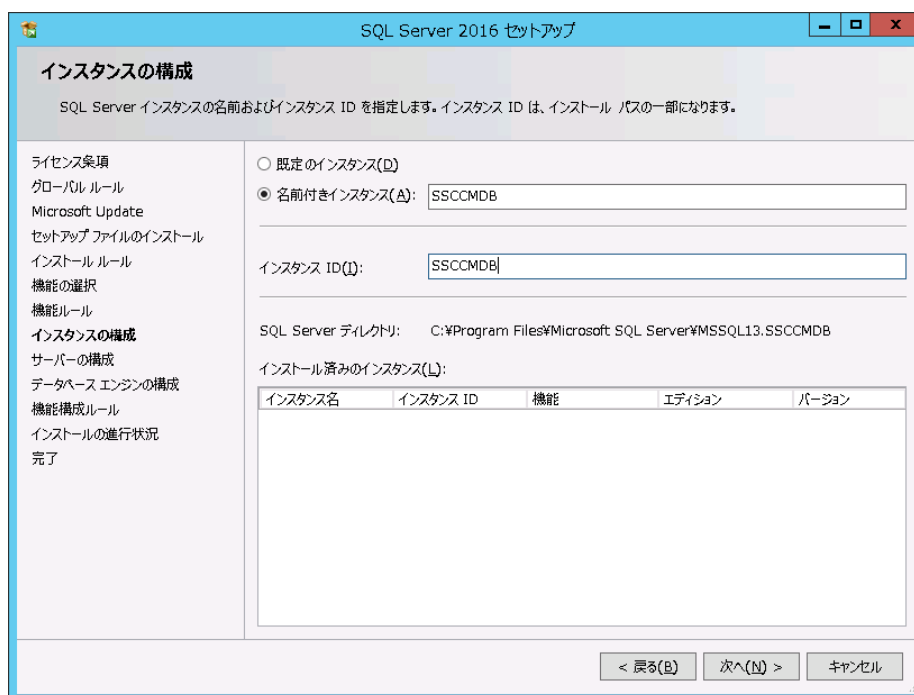 SQL Server 2016 セットアップ
インスタンスの構成
SQL Server インスタンスの名前およびインスタンス ID を指定します。インスタンス ID は、インストール パスの一部になります。
ライセンス条項
グローバル ルール
Microsoft Update
セットアップ ファイルのインストール
インストール ルール
機能の選択
機能ルール
インスタンスの構成
サーバーの構成
データベース エンジンの構成
機能構成ルール
インストールの進行状況
完了
既定のインスタンス(D)
名前付きインスタンス(A): SSCCMDB
インスタンス ID(I): SSCCMDB
SQL Server ディレクトリ: C:¥Program Files¥Microsoft SQL Server¥MSSQL13.SSCCMDB
インストール済みのインスタンス(L):
インスタンス名 インスタンス ID 機能 エディション バージョン
< 戻る(B) 次へ(N) > キャンセル